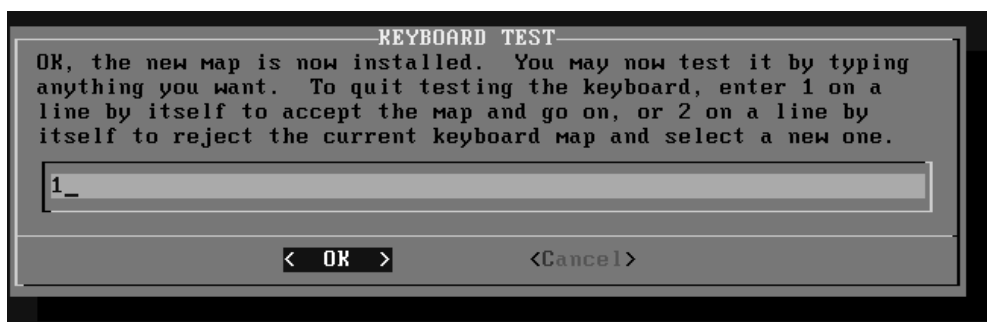 KEYBOARD TEST
OK, the new map is now installed.  You may now test it by typing
anything you want.  To quit testing the keyboard, enter 1 on a
line by itself to accept the map and go on, or 2 on a line by
itself to reject the current keyboard map and select a new one.
1_
<  OK  > <Cancel>